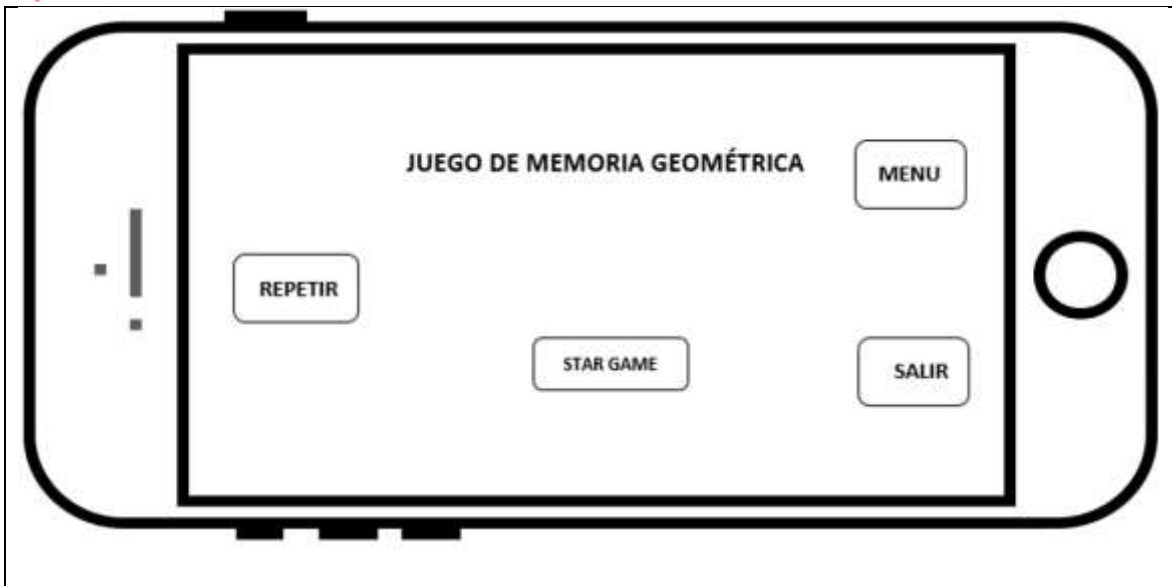 JUEGO DE MEMORIA GEOMÉTRICA
MENU
REPETIR
STAR GAME
SALIR